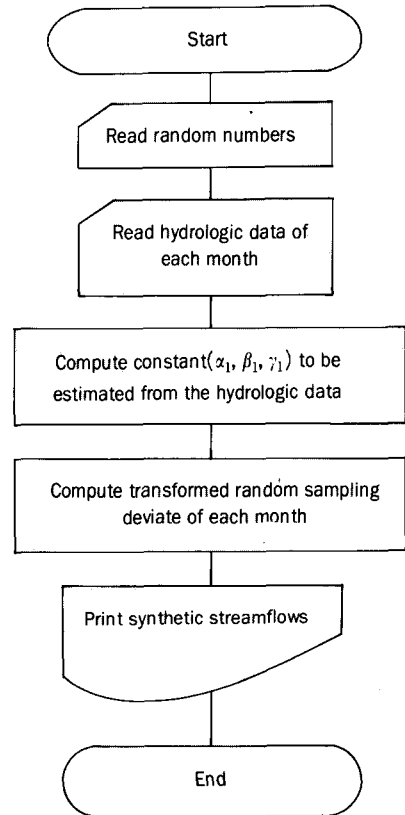 Start
Read random numbers
Read hydrologic data of
each month
Compute constant(α₁, β₁, γ₁) to be
estimated from the hydrologic data
Compute transformed random sampling
deviate of each month
Print synthetic streamflows
End